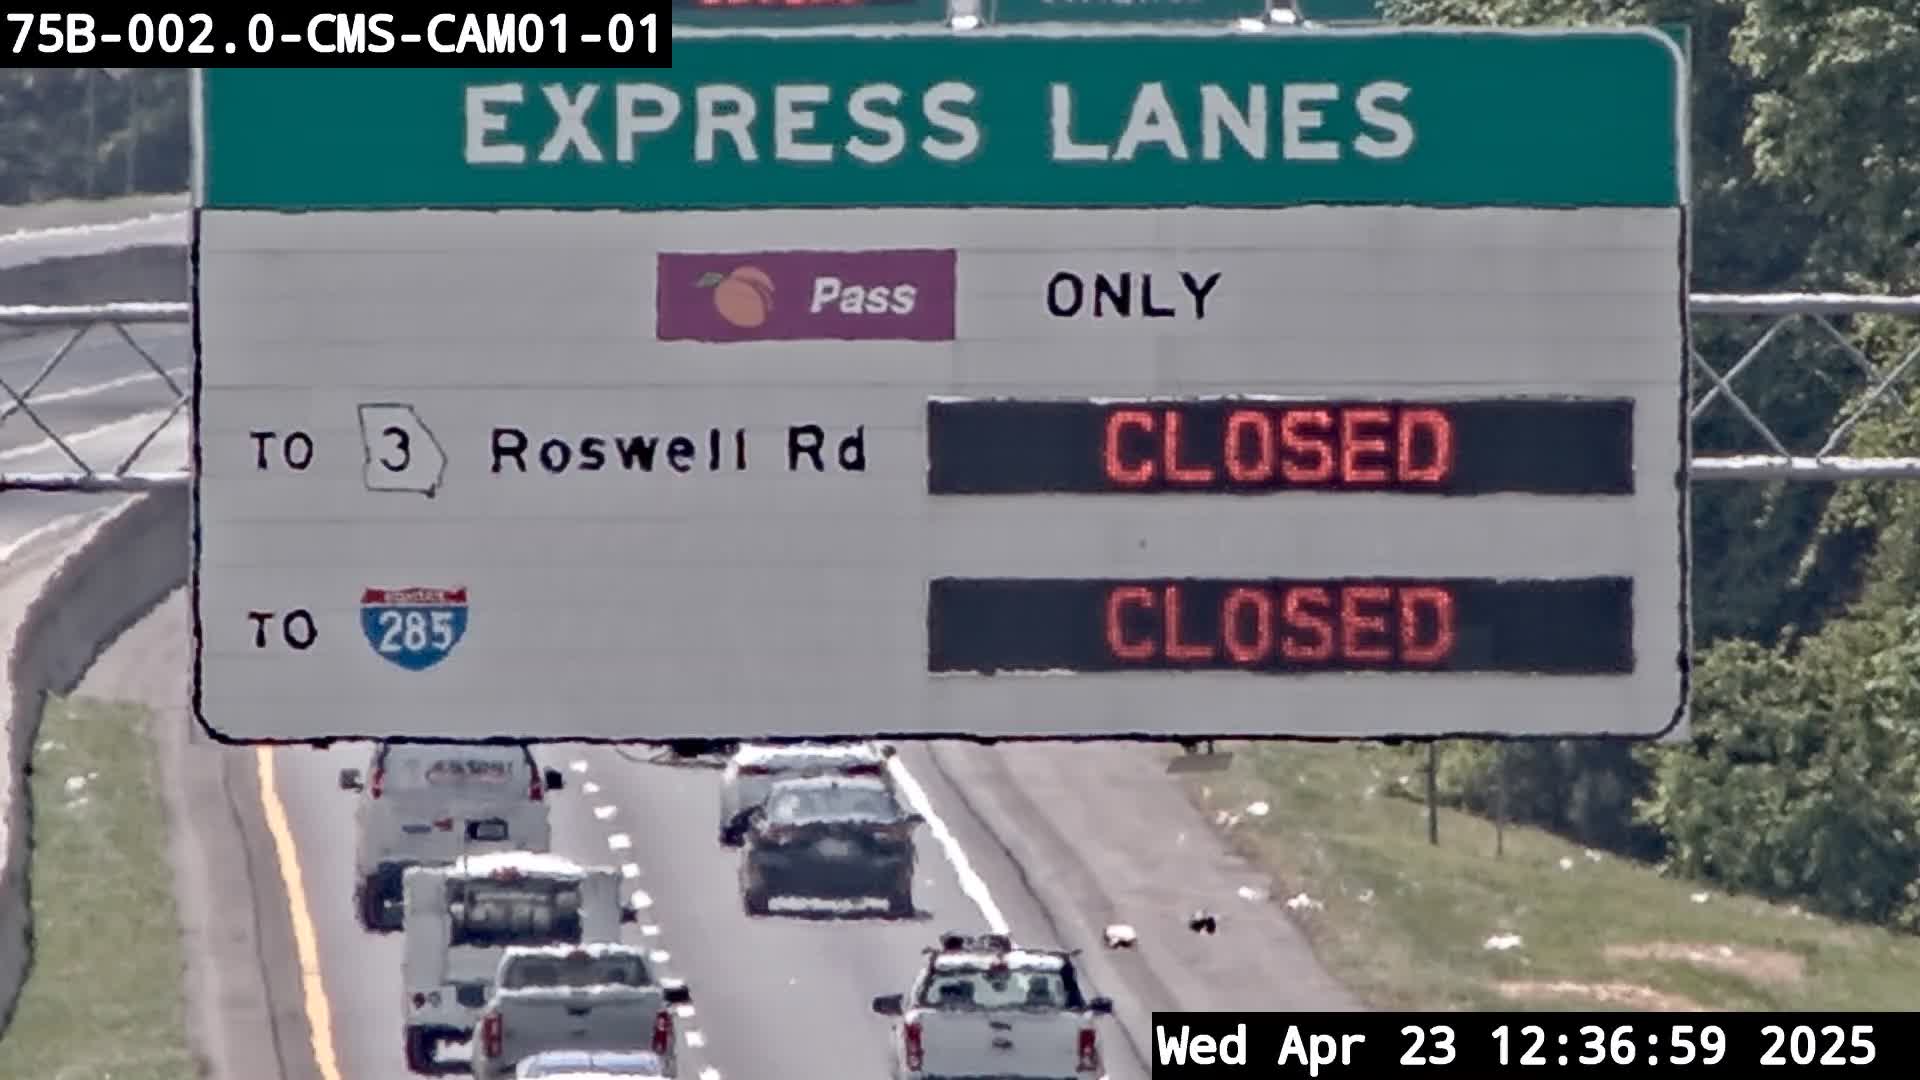 75B-002.0-CMS-CAM01-01
EXPRESS LANES
Pass ONLY
TO 3 Roswell Rd CLOSED
TO 285 CLOSED
Wed Apr 23 12:36:59 2025